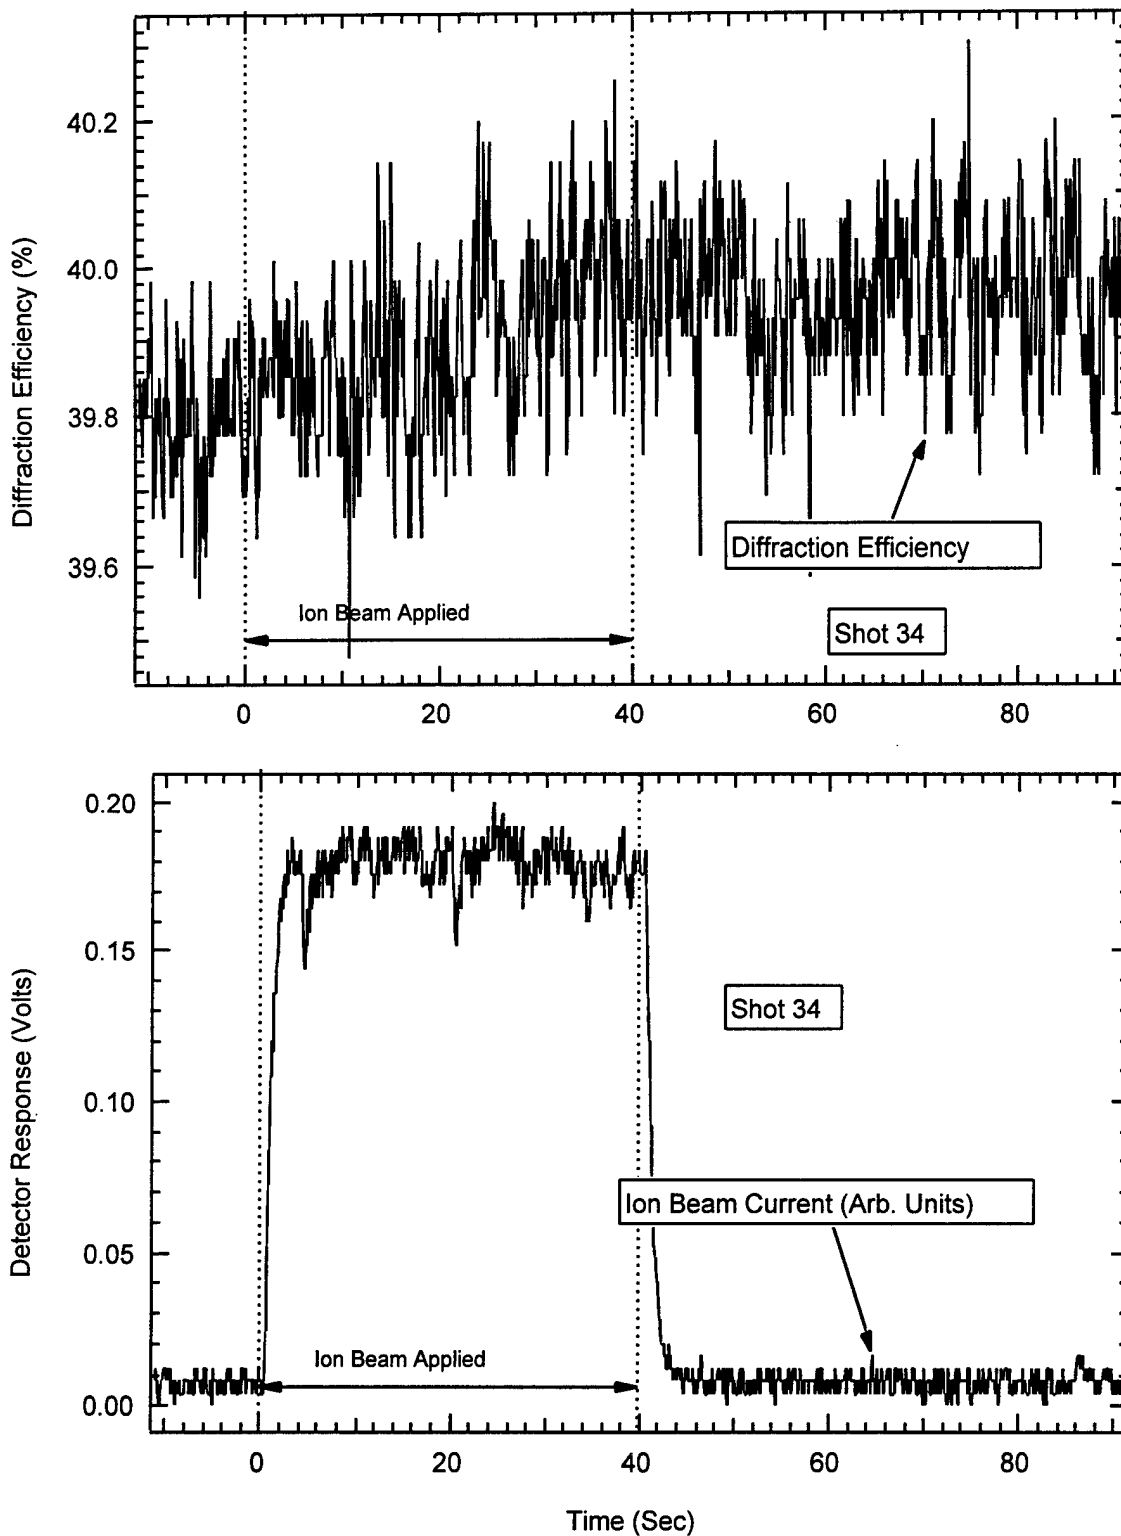 40.2
40.0
39.8
39.6
Diffraction Efficiency (%)
Diffraction Efficiency
Ion Beam Applied
Shot 34
0 20 40 60 80
0.20
0.15
0.10
0.05
0.00
Detector Response (Volts)
Shot 34
Ion Beam Current (Arb. Units)
Ion Beam Applied
0 20 40 60 80
Time (Sec)